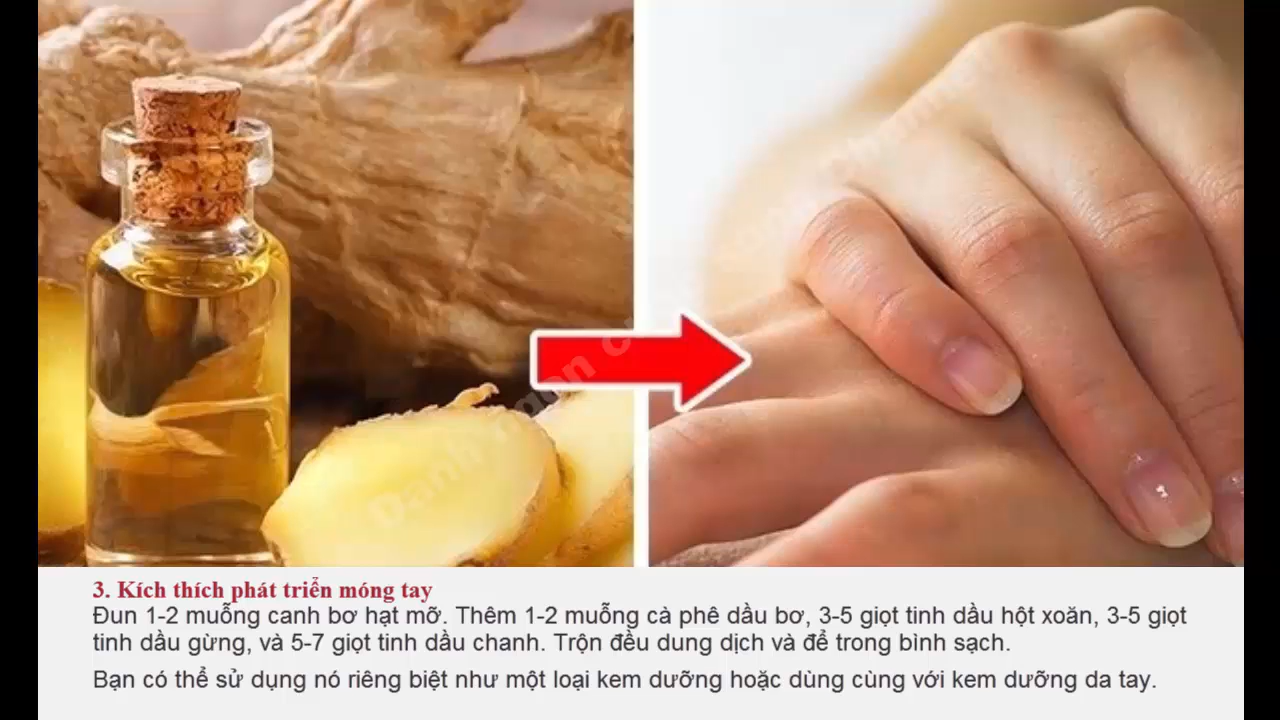 3. Kích thích phát triển móng tay
Đun 1-2 muỗng canh bơ hạt mỡ. Thêm 1-2 muỗng cà phê dầu bơ, 3-5 giọt tinh dầu hột xoăn, 3-5 giọt
tinh dầu gừng, và 5-7 giọt tinh dầu chanh. Trộn đều dung dịch và để trong bình sạch.
Bạn có thể sử dụng nó riêng biệt như một loại kem dưỡng hoặc dùng cùng với kem dưỡng da tay.